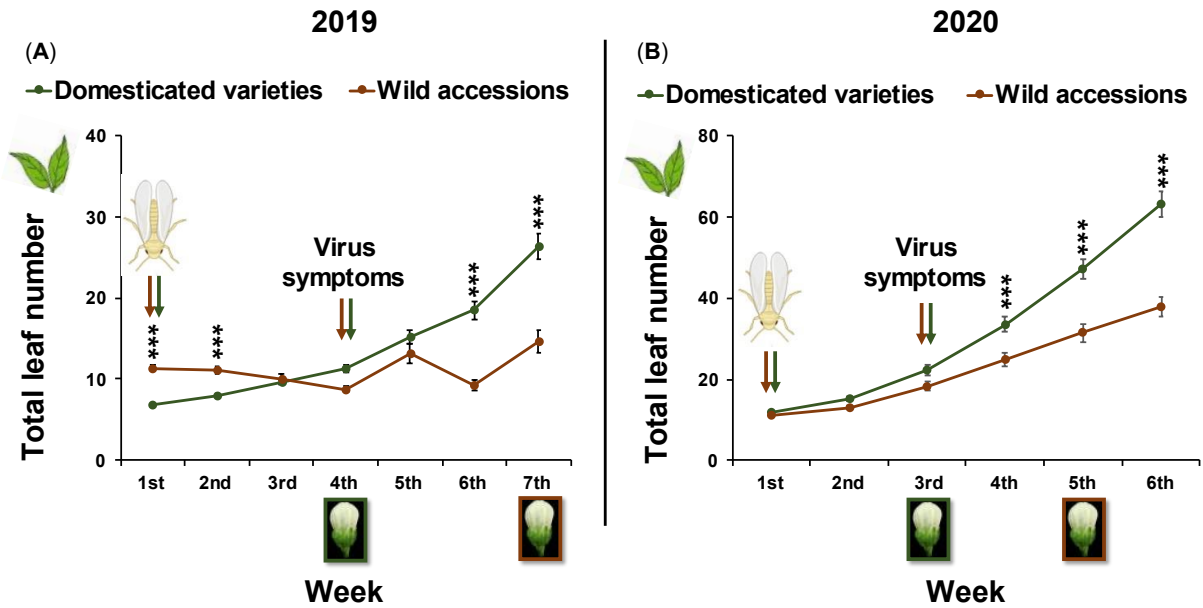 2019
(A)
Domesticated varieties
Wild accessions
40
30
20
10
0
Total leaf number
Virus
symptoms
***
***
***
***
1st 2nd 3rd 4th 5th 6th 7th
Week
2020
(B)
Domesticated varieties
Wild accessions
80
60
40
20
0
Total leaf number
Virus
symptoms
***
***
***
1st 2nd 3rd 4th 5th 6th
Week